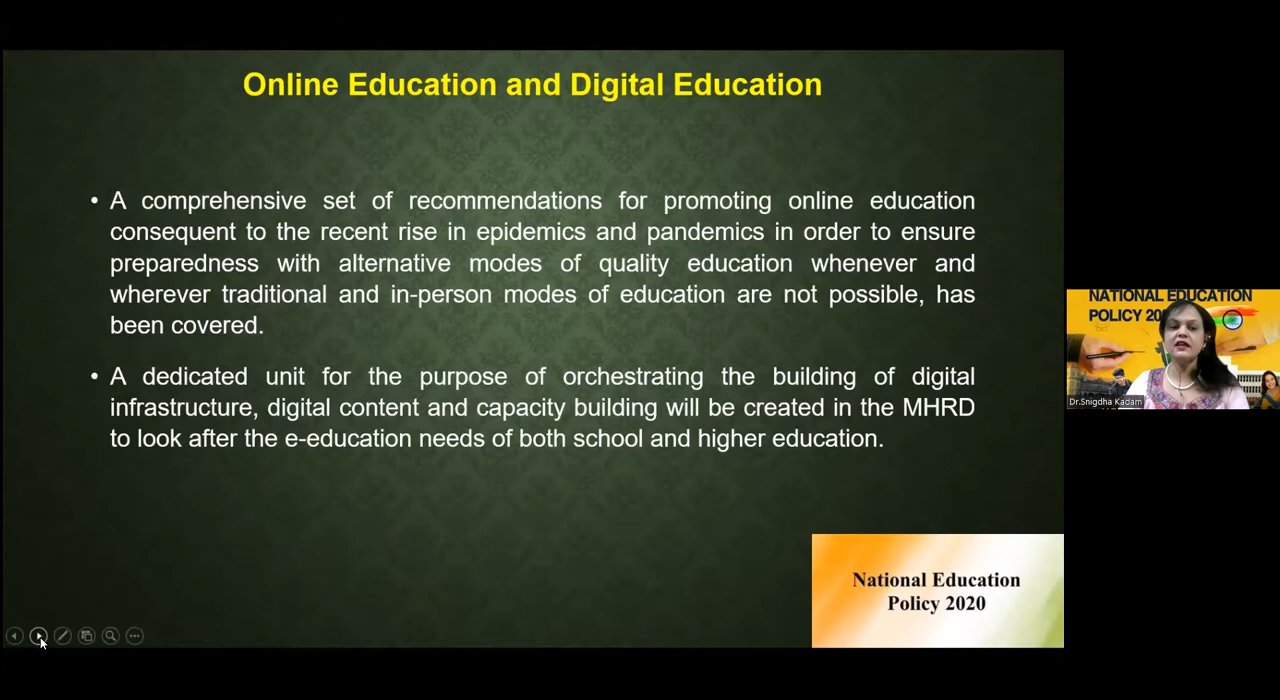 Online Education and Digital Education
• A comprehensive set of recommendations for promoting online education
consequent to the recent rise in epidemics and pandemics in order to ensure
preparedness with alternative modes of quality education whenever and
wherever traditional and in-person modes of education are not possible, has
been covered.
• A dedicated unit for the purpose of orchestrating the building of digital
infrastructure, digital content and capacity building will be created in the MHRD
to look after the e-education needs of both school and higher education.
National Education
Policy 2020
NATIONAL EDUCATION
POLICY 20
Dr.Snigdha Kadam